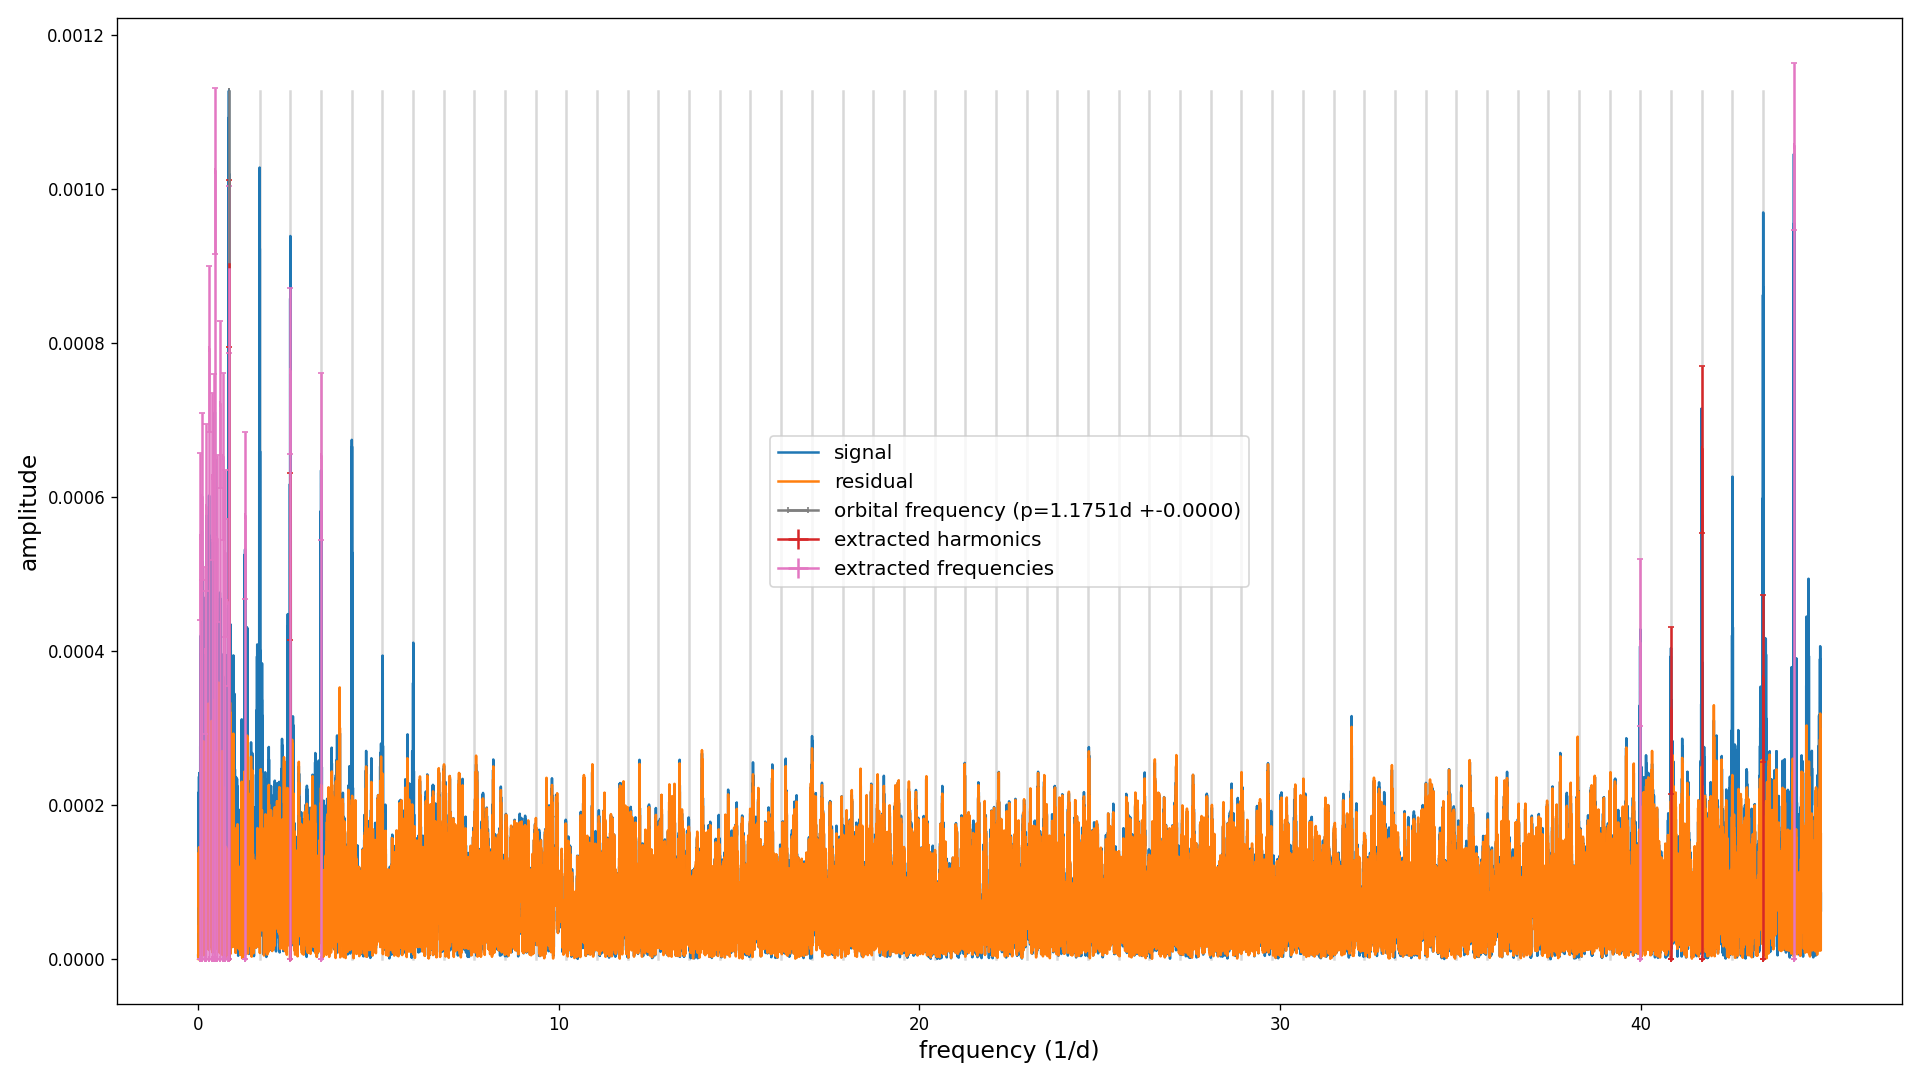 0.0012
0.0010
0.0008
0.0006
0.0004
0.0002
0.0000
amplitude
signal
residual
orbital frequency (p=1.1751d +-0.0000)
extracted harmonics
extracted frequencies
0
10
20
30
40
frequency (1/d)